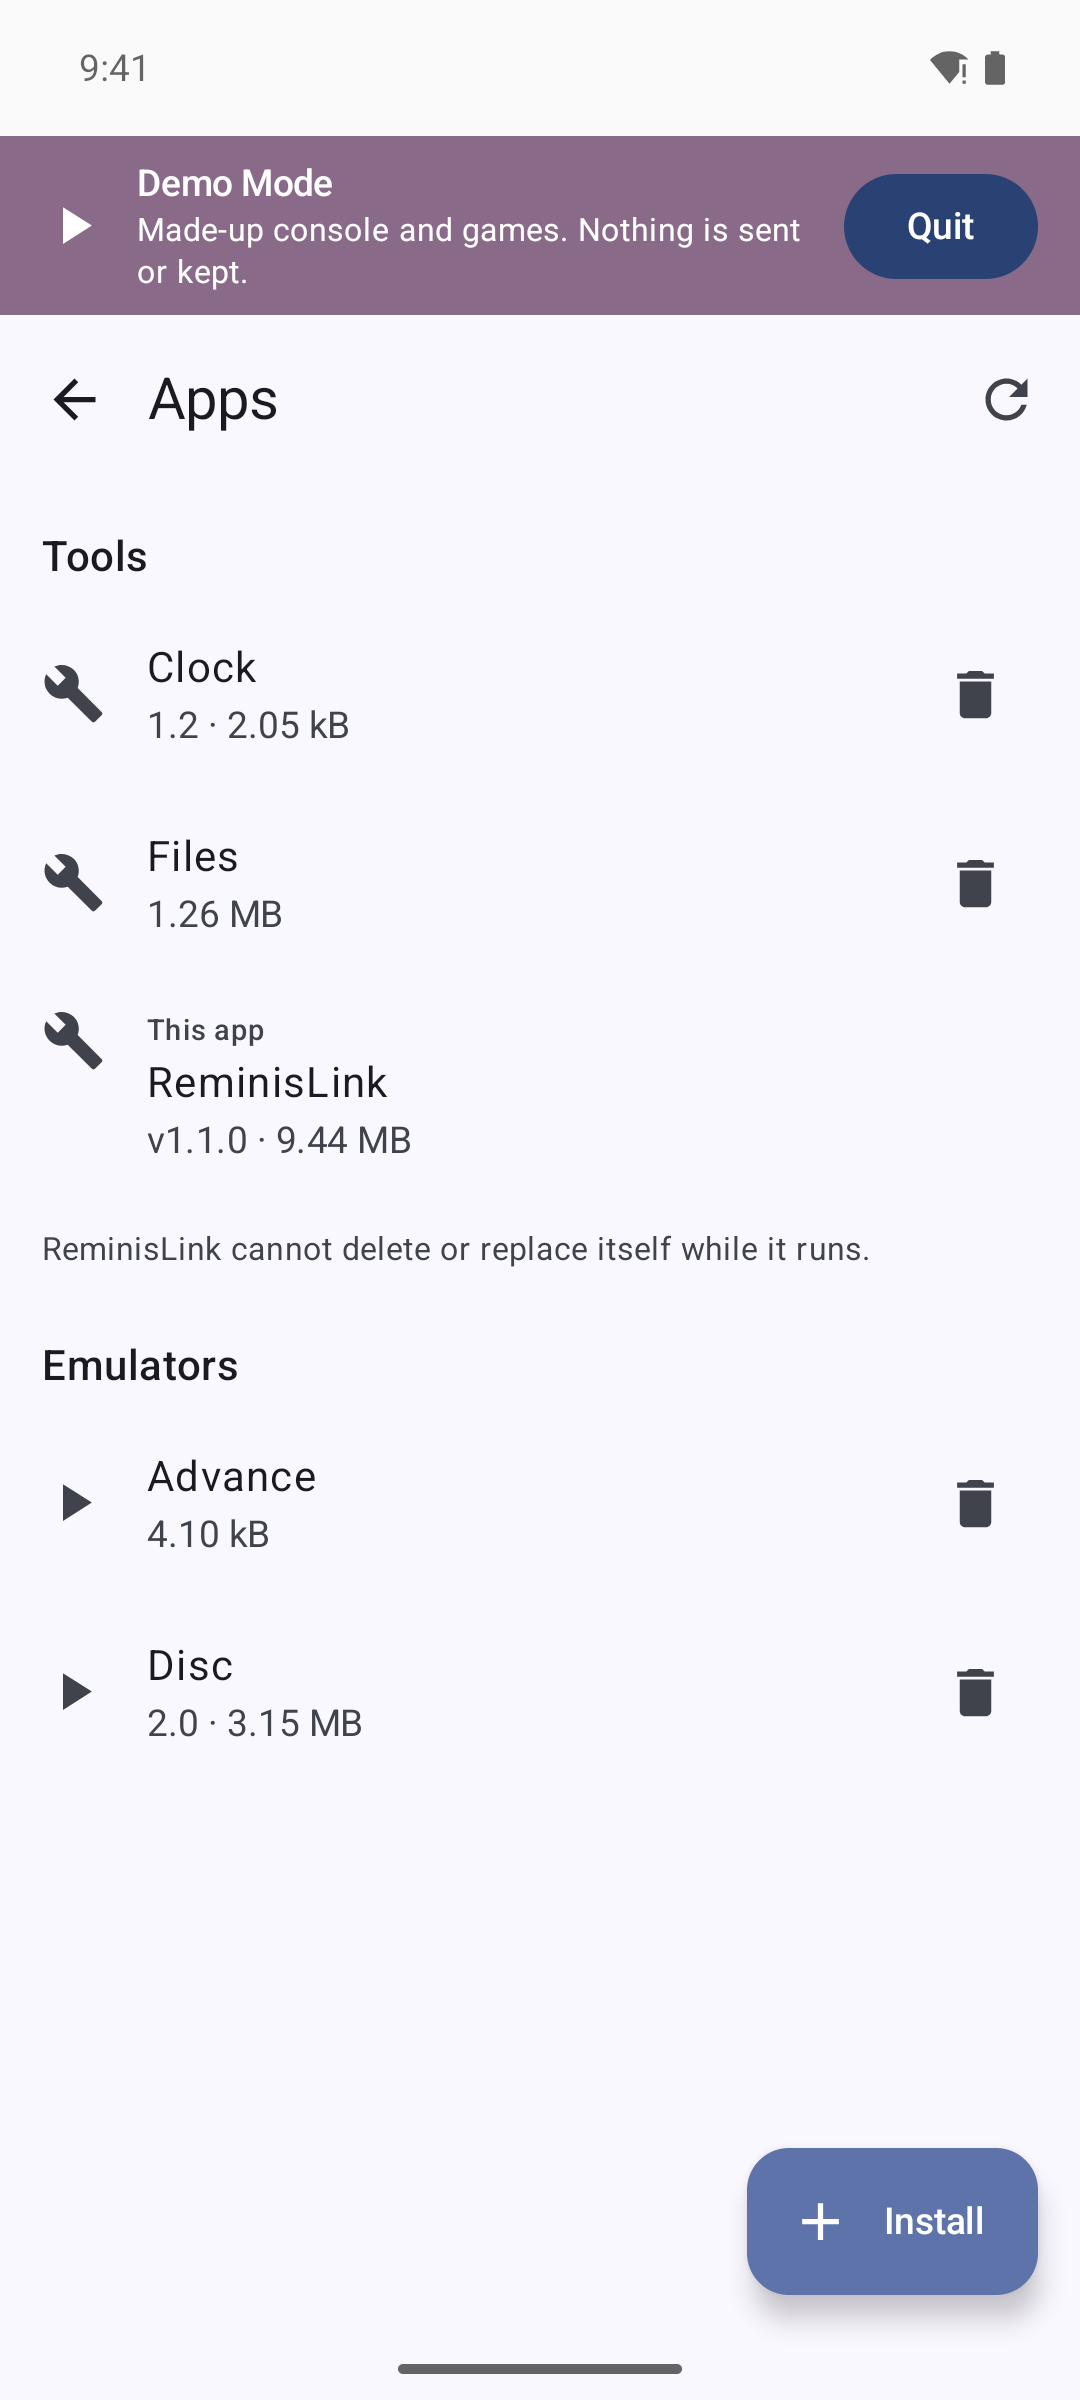 9:41
Demo Mode
Made-up console and games. Nothing is sent
or kept.
Quit
Apps
Tools
Clock
1.2 · 2.05 kB
Files
1.26 MB
This app
ReminisLink
v1.1.0 · 9.44 MB
ReminisLink cannot delete or replace itself while it runs.
Emulators
Advance
4.10 kB
Disc
2.0 · 3.15 MB
Install